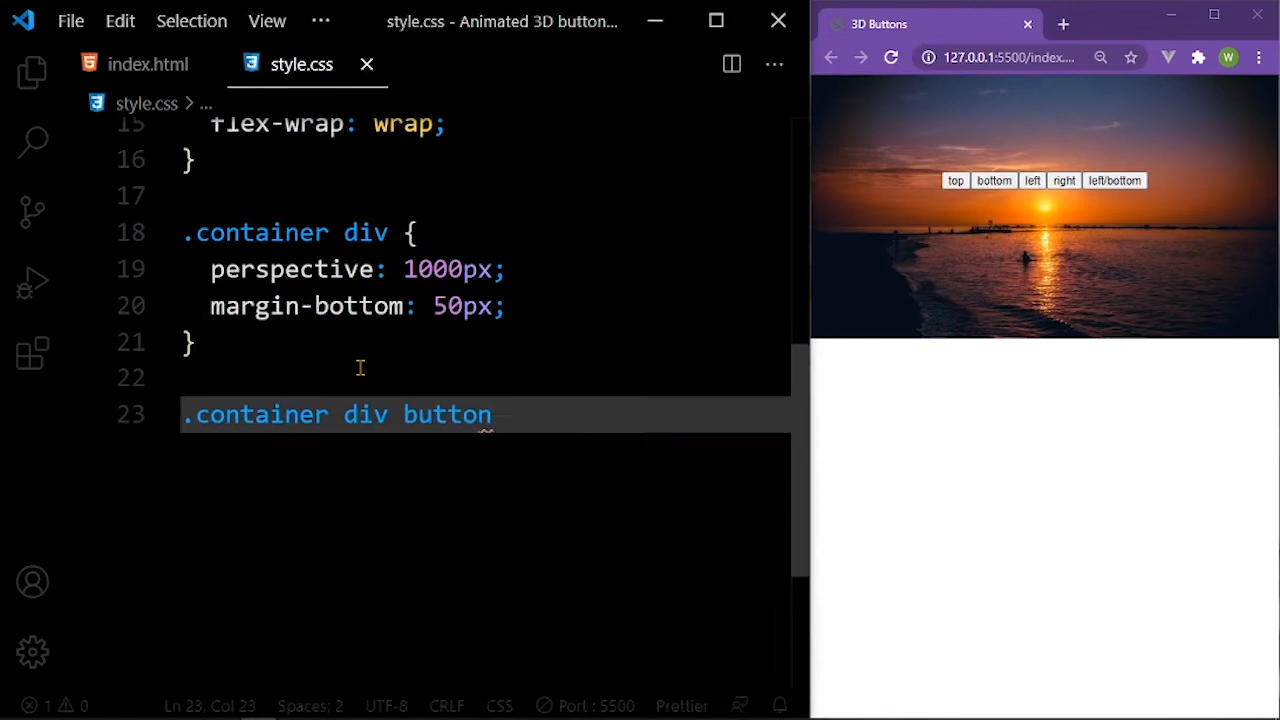 File Edit Selection View ··· style.css - Animated 3D button...
index.html style.css
style.css > ...
15 flex-wrap: wrap;
16 }
17
18 .container div {
19 perspective: 1000px;
20 margin-bottom: 50px;
21 }
22
23 .container div button
1 0 Ln 23, Col 23 Spaces: 2 UTF-8 CRLF CSS Port : 5500 Prettier
3D Buttons
127.0.0.1:5500/index.... W
top bottom left right left/bottom